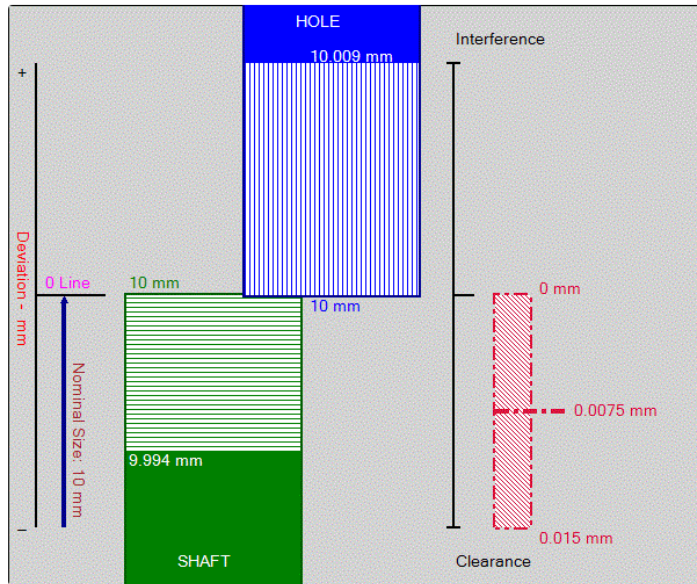 HOLE
10.009 mm
Interference
+
Deviation - mm
0 Line
10 mm
10 mm
0 mm
Nominal Size: 10 mm
0.0075 mm
9.994 mm
–
0.015 mm
SHAFT
Clearance